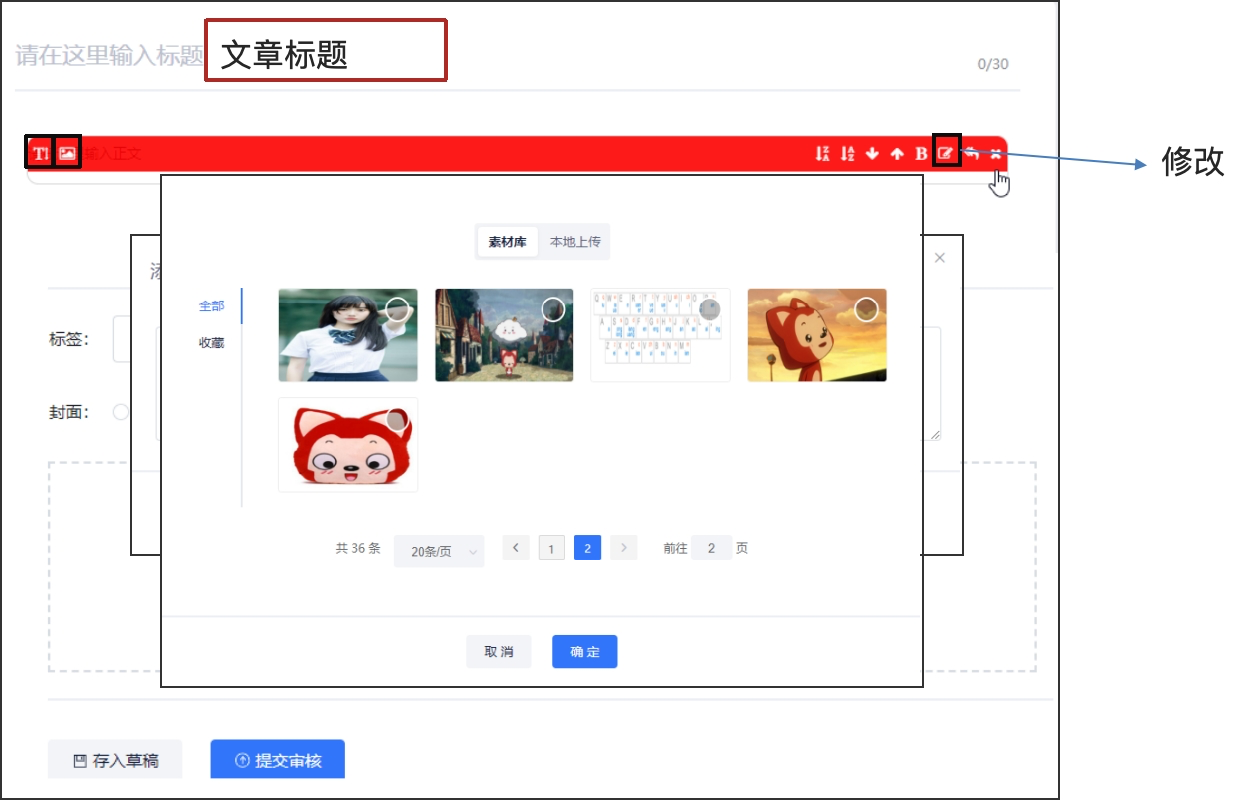 请在这里输入标题
文章标题
0/30
T
输入正文
B
修改
素材库
本地上传
添
全部
收藏
标签：
封面：
共 36 条
20条/页
1
2
前往
2
页
取 消
确 定
存入草稿
提交审核